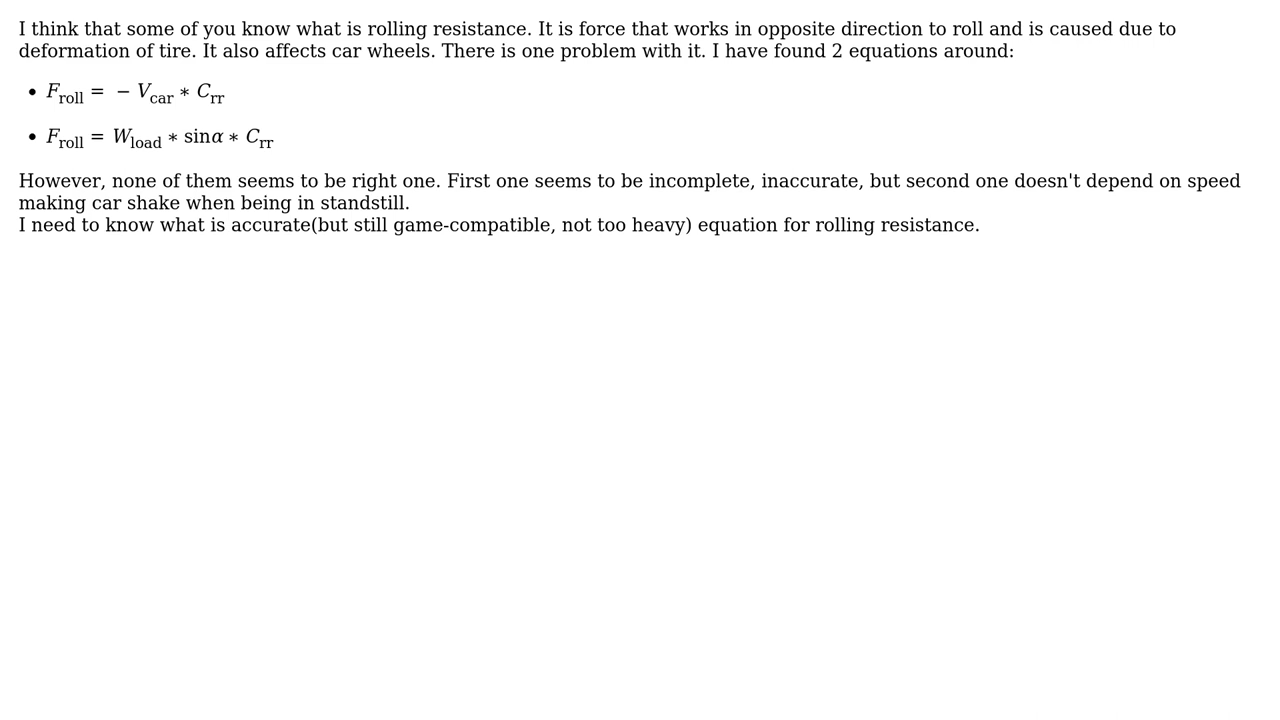 I think that some of you know what is rolling resistance. It is force that works in opposite direction to roll and is caused due to
deformation of tire. It also affects car wheels. There is one problem with it. I have found 2 equations around:
• F_roll = − V_car ∗ C_rr
• F_roll = W_load ∗ sinα ∗ C_rr
However, none of them seems to be right one. First one seems to be incomplete, inaccurate, but second one doesn't depend on speed
making car shake when being in standstill.
I need to know what is accurate(but still game-compatible, not too heavy) equation for rolling resistance.